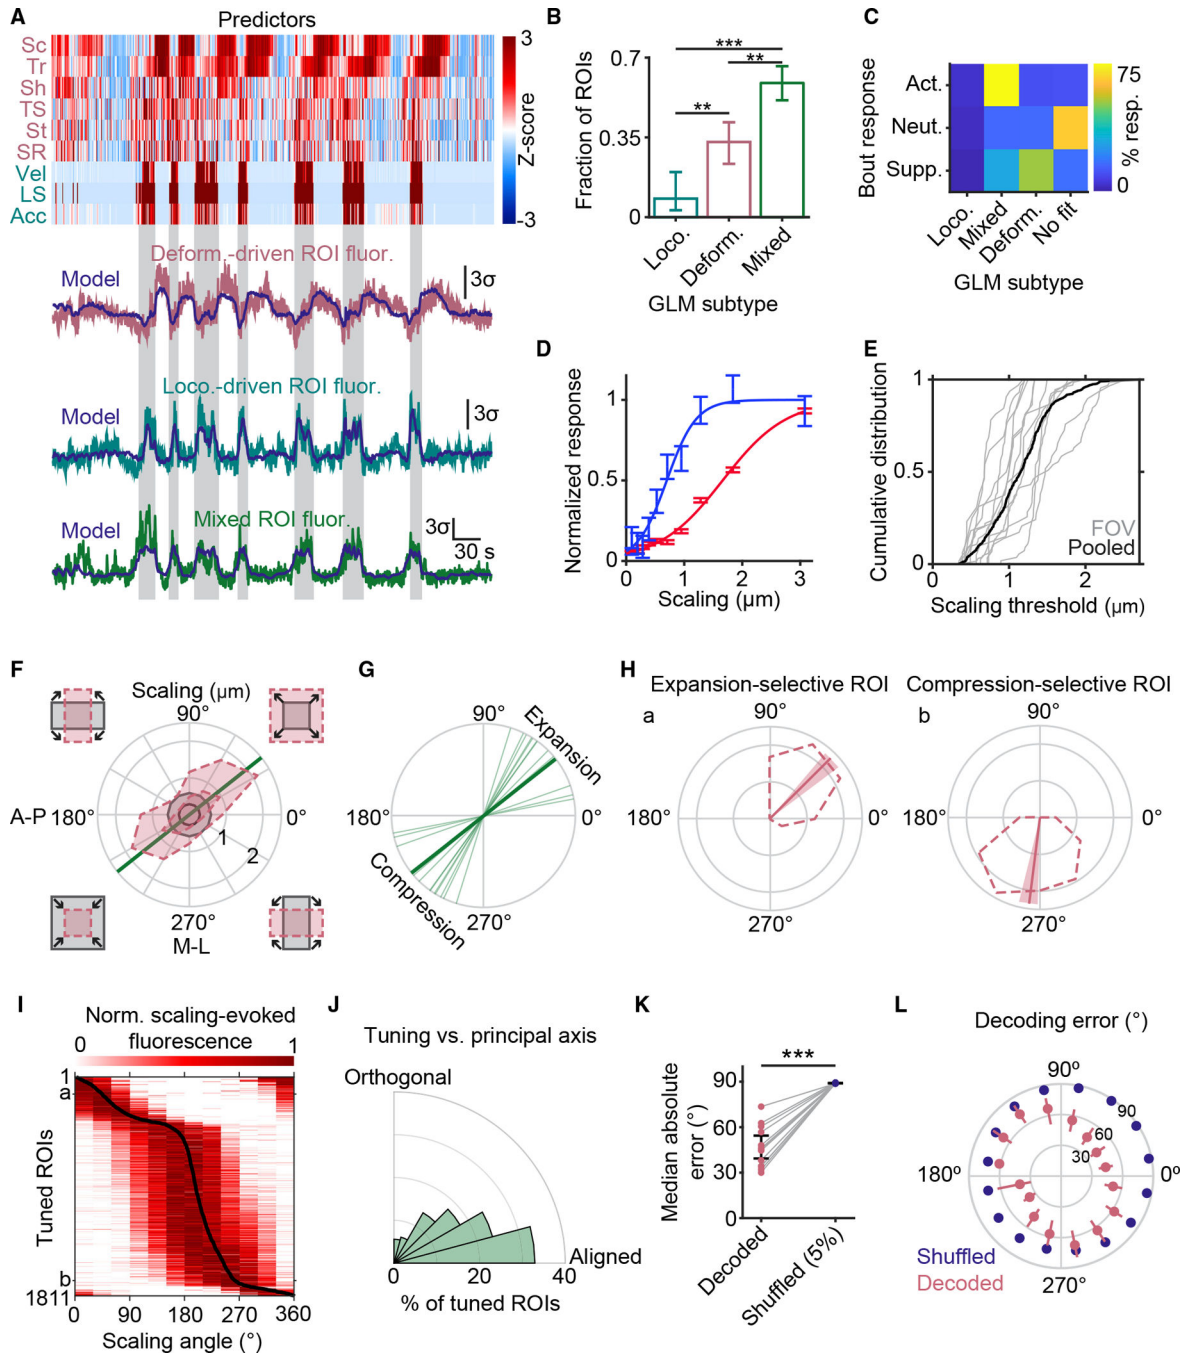 A
Predictors
Sc
Tr
Sh
TS
St
SR
Vel
LS
Acc
3
Z-score
-3
Deform.-driven ROI fluor.
Model
3σ
Loco.-driven ROI fluor.
Model
3σ
Mixed ROI fluor.
Model
3σ
30 s
B
Fraction of ROIs
0.7
0.35
0
***
**
**
Loco.
Deform.
Mixed
GLM subtype
C
Bout response
Act.
Neut.
Supp.
75
% resp.
0
Loco.
Mixed
Deform.
No fit
GLM subtype
D
Normalized response
1
0.5
0
0 1 2 3
Scaling (µm)
E
Cumulative distribution
1
0.5
0
FOV
Pooled
0 1 2
Scaling threshold (µm)
F
Scaling (µm)
90°
A-P 180°
0°
1
2
270°
M-L
G
90°
Expansion
180°
0°
Compression
270°
H
Expansion-selective ROI
a
90°
180°
0°
270°
Compression-selective ROI
b
90°
180°
0°
270°
I
Norm. scaling-evoked
fluorescence
0 1
Tuned ROIs
1
a
b
1811
0 90 180 270 360
Scaling angle (°)
J
Tuning vs. principal axis
Orthogonal
Aligned
0 20 40
% of tuned ROIs
K
Median absolute
error (°)
***
90
60
30
0
Decoded
Shuffled (5%)
L
Decoding error (°)
90º
90
60
30
180º
0º
270°
Shuffled
Decoded